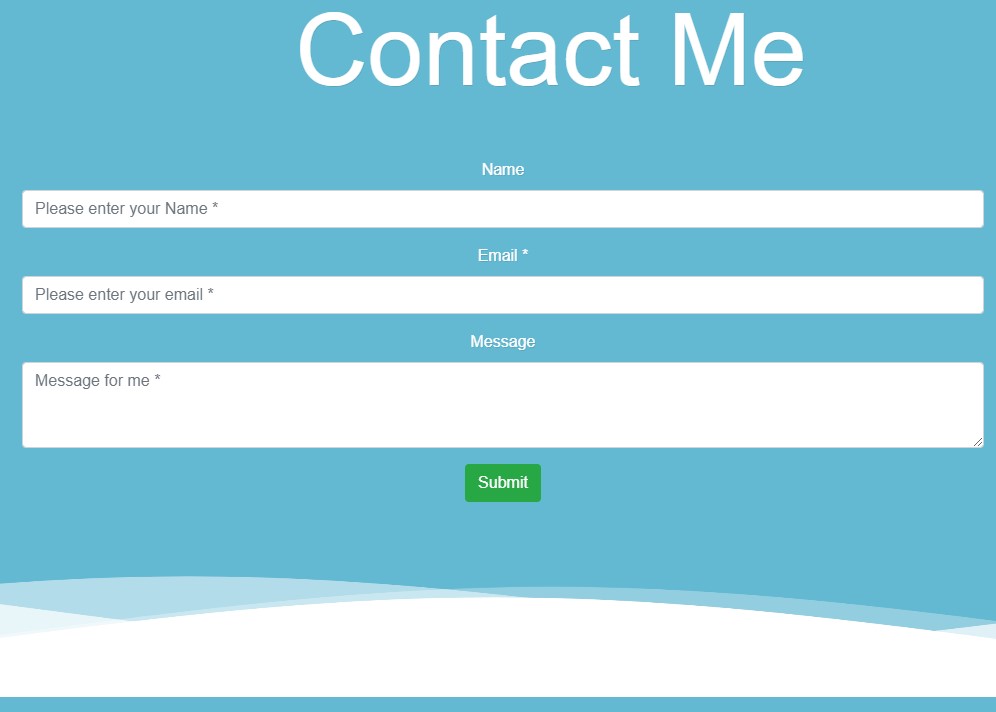 Contact Me
Name
Please enter your Name *
Email *
Please enter your email *
Message
Message for me *
Submit